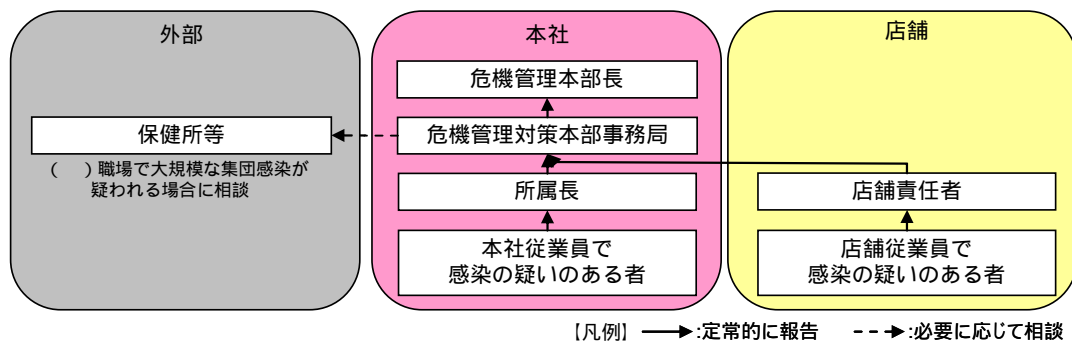 外部
本社
店舗
危機管理本部長
保健所等
危機管理対策本部事務局
( )職場で大規模な集団感染が
疑われる場合に相談
所属長
店舗責任者
本社従業員で
感染の疑いのある者
店舗従業員で
感染の疑いのある者
【凡例】 :定常的に報告 :必要に応じて相談